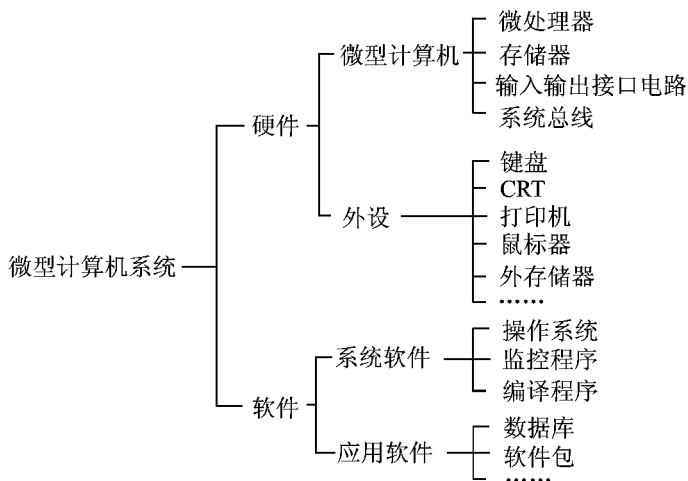 微型计算机系统
硬件
微型计算机
微处理器
存储器
输入输出接口电路
系统总线
外设
键盘
CRT
打印机
鼠标器
外存储器
……
软件
系统软件
操作系统
监控程序
编译程序
应用软件
数据库
软件包
……